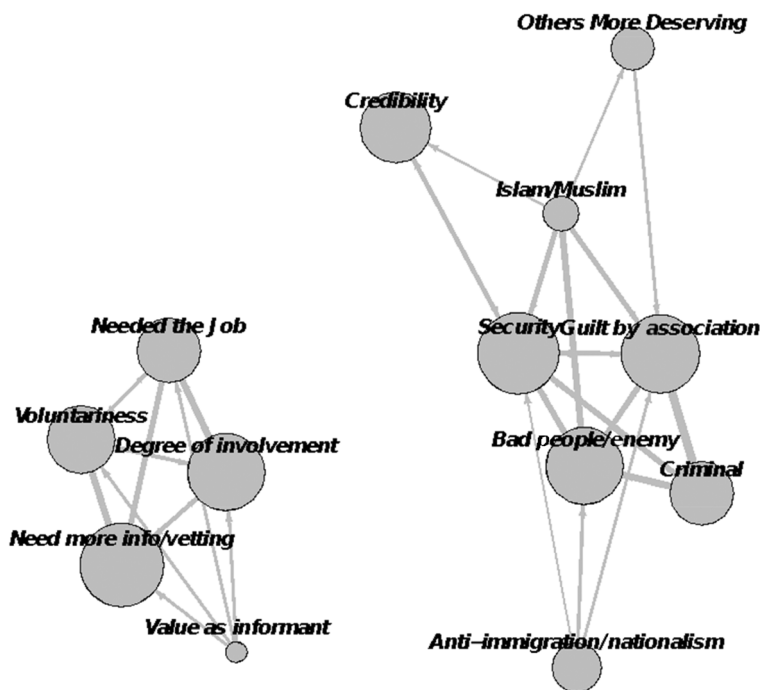 Others More Deserving
Credibility
Islam/Muslim
Needed the Job
Security
Guilt by association
Voluntariness
Degree of involvement
Bad people/enemy
Criminal
Need more info/vetting
Value as informant
Anti−immigration/nationalism